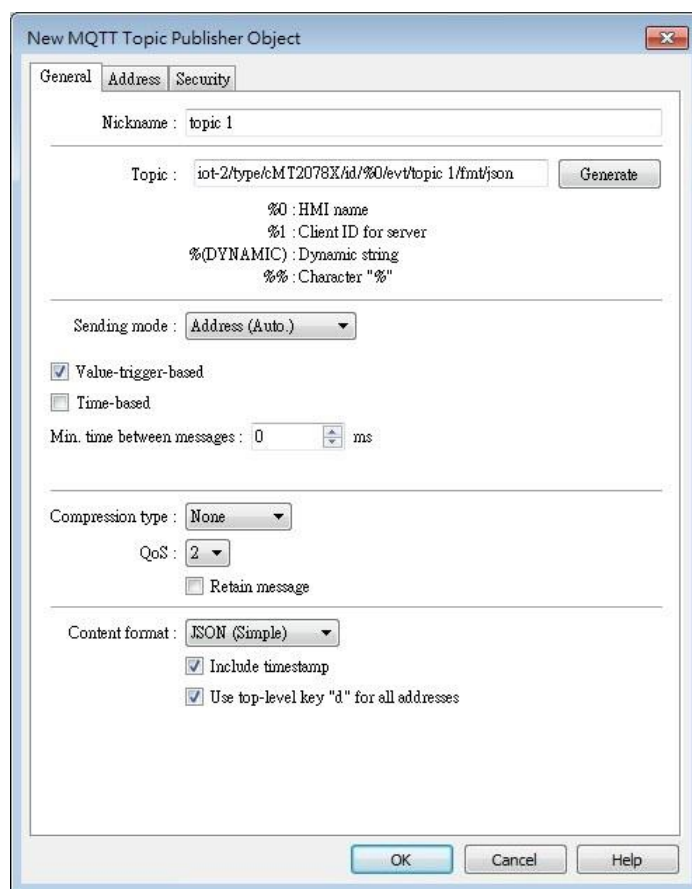 New MQTT Topic Publisher Object
General Address Security
Nickname : topic 1
Topic : iot-2/type/cMT2078X/id/%0/evt/topic 1/fmt/json Generate
%0 : HMI name
%1 : Client ID for server
%(DYNAMIC) : Dynamic string
%% : Character "%"
Sending mode : Address (Auto.)
Value-trigger-based
Time-based
Min. time between messages : 0 ms
Compression type : None
QoS : 2
Retain message
Content format : JSON (Simple)
Include timestamp
Use top-level key "d" for all addresses
OK Cancel Help